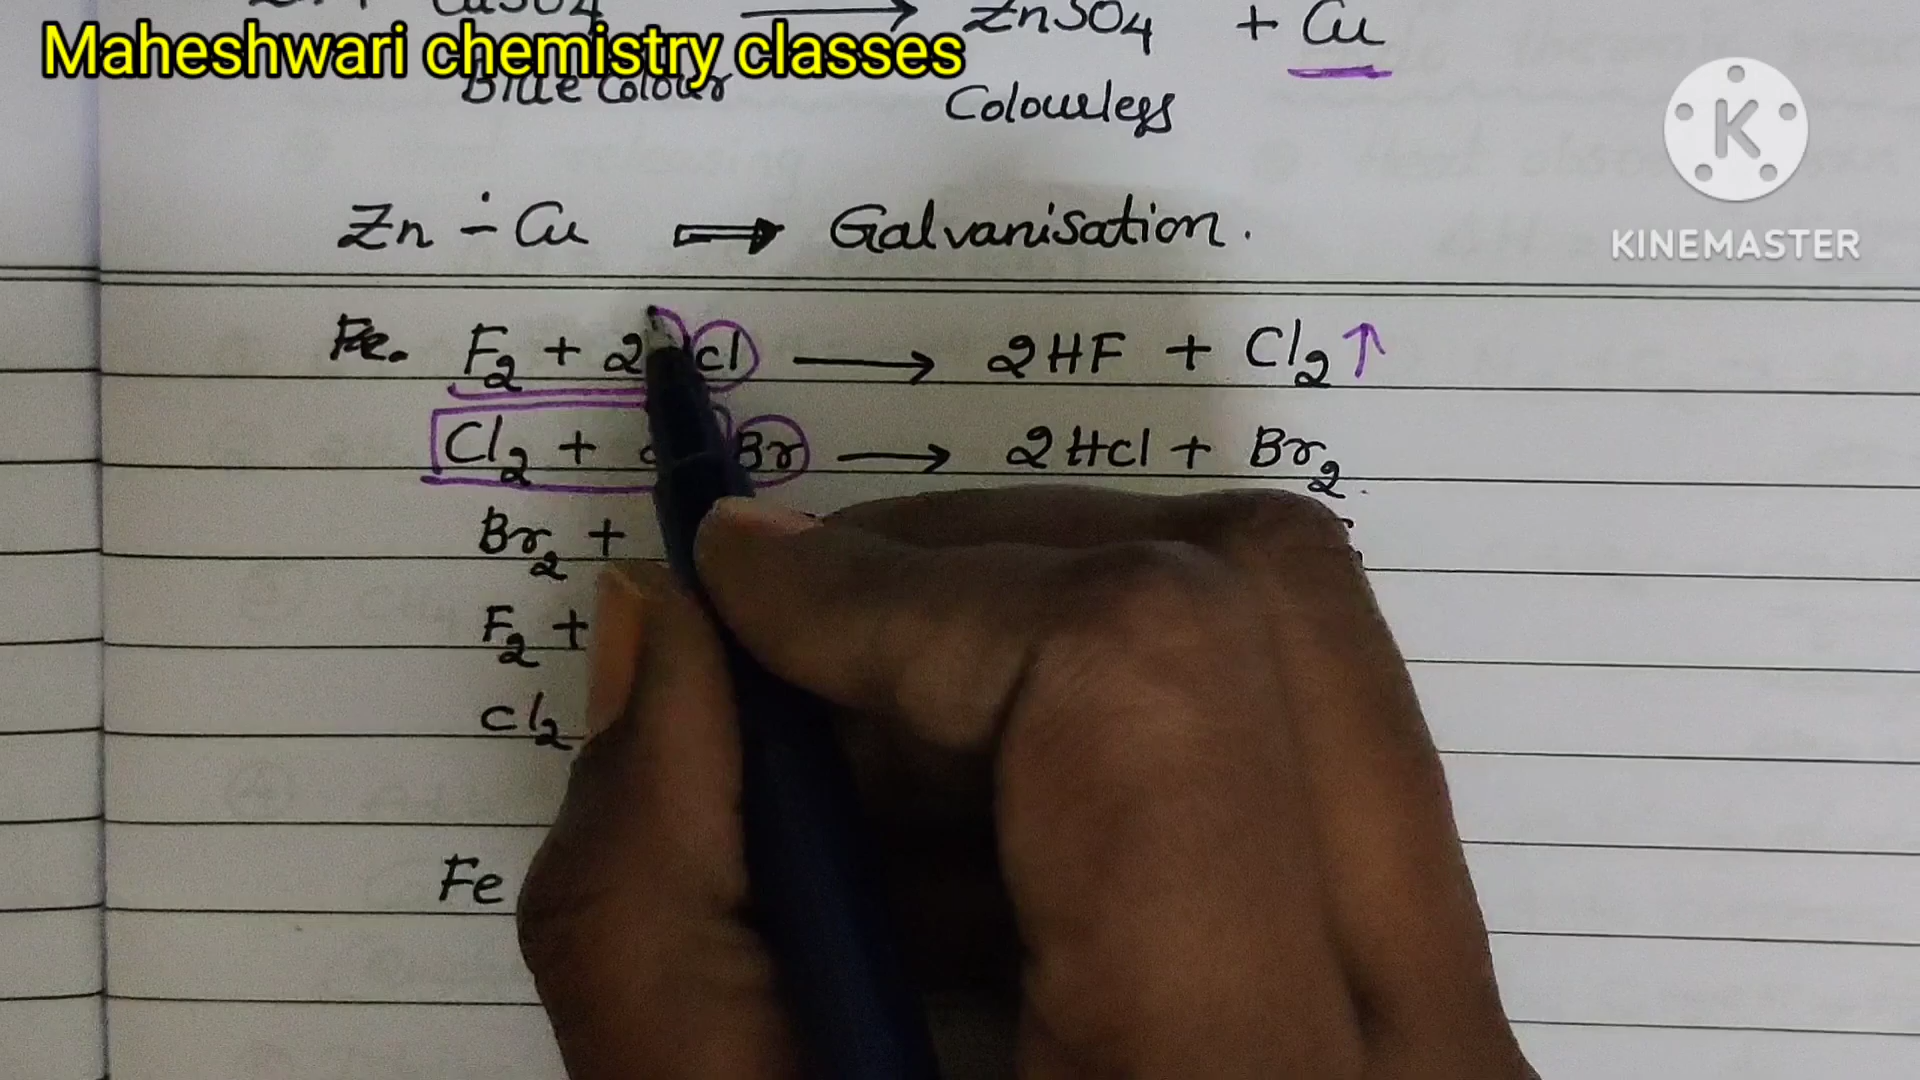 CuSO4 → ZnSO4 + Cu
Maheshwari chemistry classes
Blue Colour Colourless
K
KINEMASTER
Zn ÷ Cu ⇒ Galvanisation.
F2 + 2 Cl → 2HF + Cl2 ↑
Cl2 + Br → 2HCl + Br2.
Br2 +
F2 +
Cl2
Fe